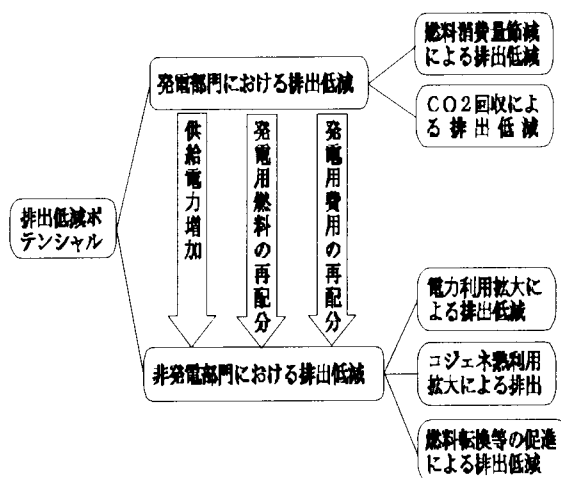 燃料消費量節減
による排出低減
発電部門における排出低減
CO2回収によ
る排出低減
供給電力増加
発電用燃料の再配分
発電用費用の再配分
排出低減ポ
テンシャル
電力利用拡大に
よる排出低減
非発電部門における排出低減
コジェネ熱利用
拡大による排出
燃料転換等の促進
による排出低減